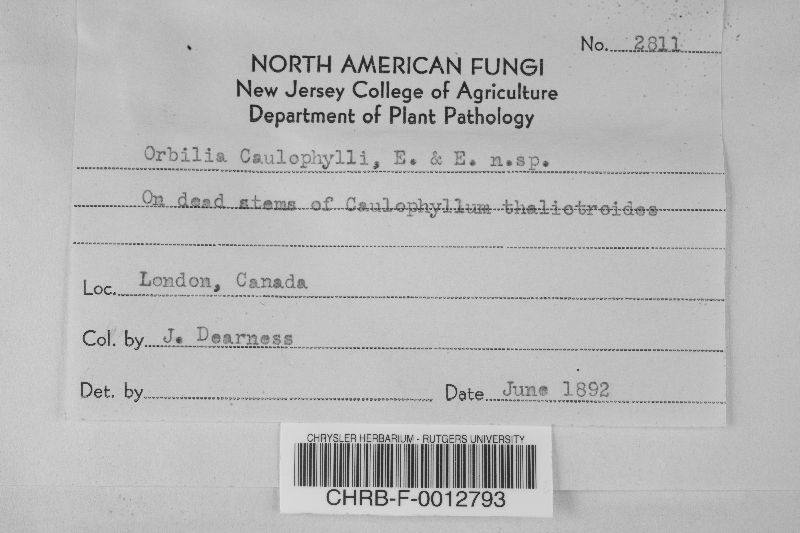 No. 2811
NORTH AMERICAN FUNGI
New Jersey College of Agriculture
Department of Plant Pathology
Orbilia Caulophylli, E. & E. n.sp.
On dead stems of Caulophyllum thalictroides
Loc. London, Canada
Col. by J. Dearness
Det. by
Date June 1892
CHRYSLER HERBARIUM - RUTGERS UNIVERSITY
CHRB-F-0012793